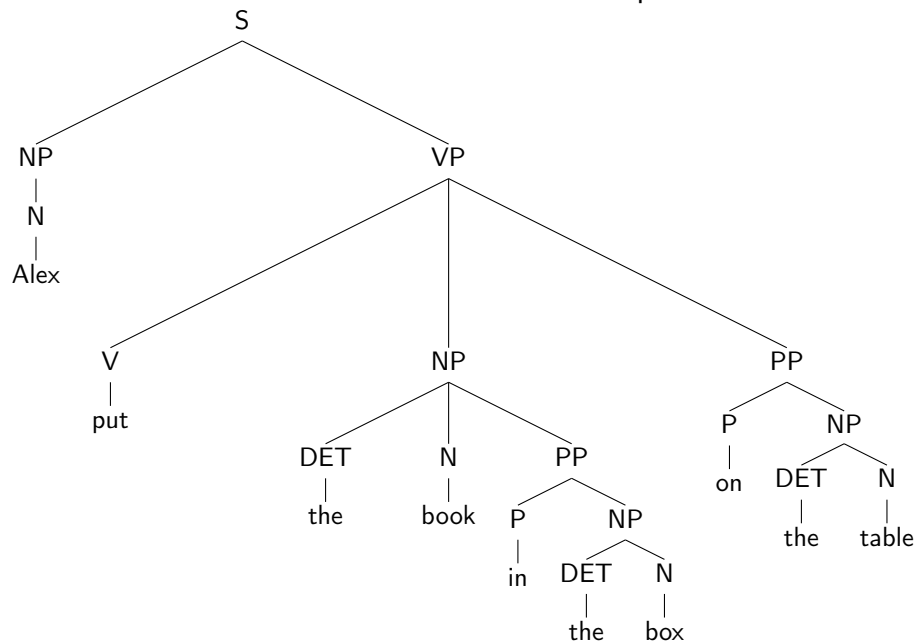 S
NP VP
N
Alex
V NP PP
put
P NP
DET N PP
on DET N
the book
P NP
the table
in DET N
the box